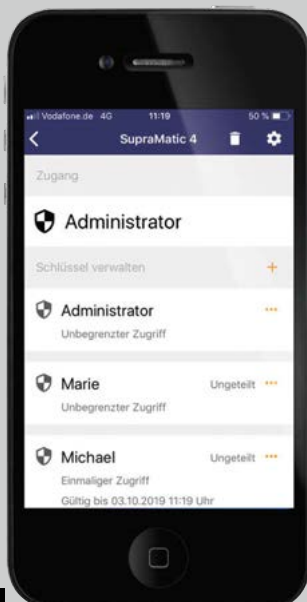 Vodafone.de 4G 11:19 50 %
SupraMatic 4
Zugang
Administrator
Schlüssel verwalten +
Administrator ...
Unbegrenzter Zugriff
Marie Ungeteilt ...
Unbegrenzter Zugriff
Michael Ungeteilt ...
Einmaliger Zugriff
Gültig bis 03.10.2019 11:19 Uhr